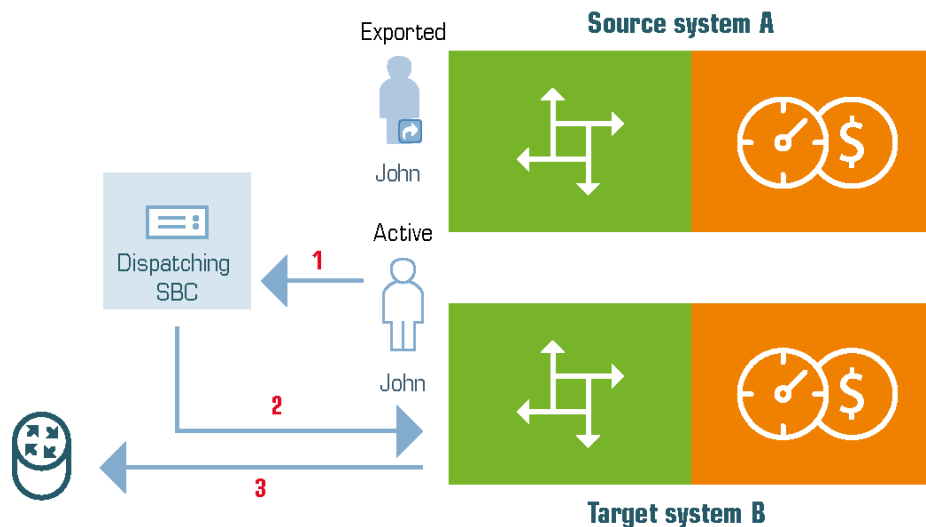 Source system A
Exported
$
John
Active
1
Dispatching
SBC
John
$
2
3
Target system B